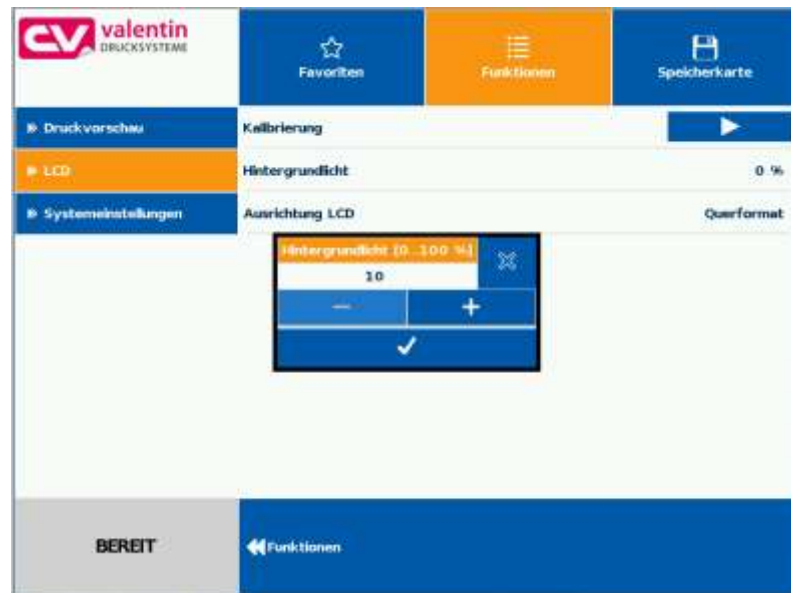 CV valentin
DRUCKSYSTEME
Favoriten
Funktionen
Speicherkarte
Druckvorschau
Kalibrierung
LCD
Hintergrundlicht
0 %
Systemeinstellungen
Ausrichtung LCD
Querformat
Hintergrundlicht [0...100 %]
10
BEREIT
Funktionen